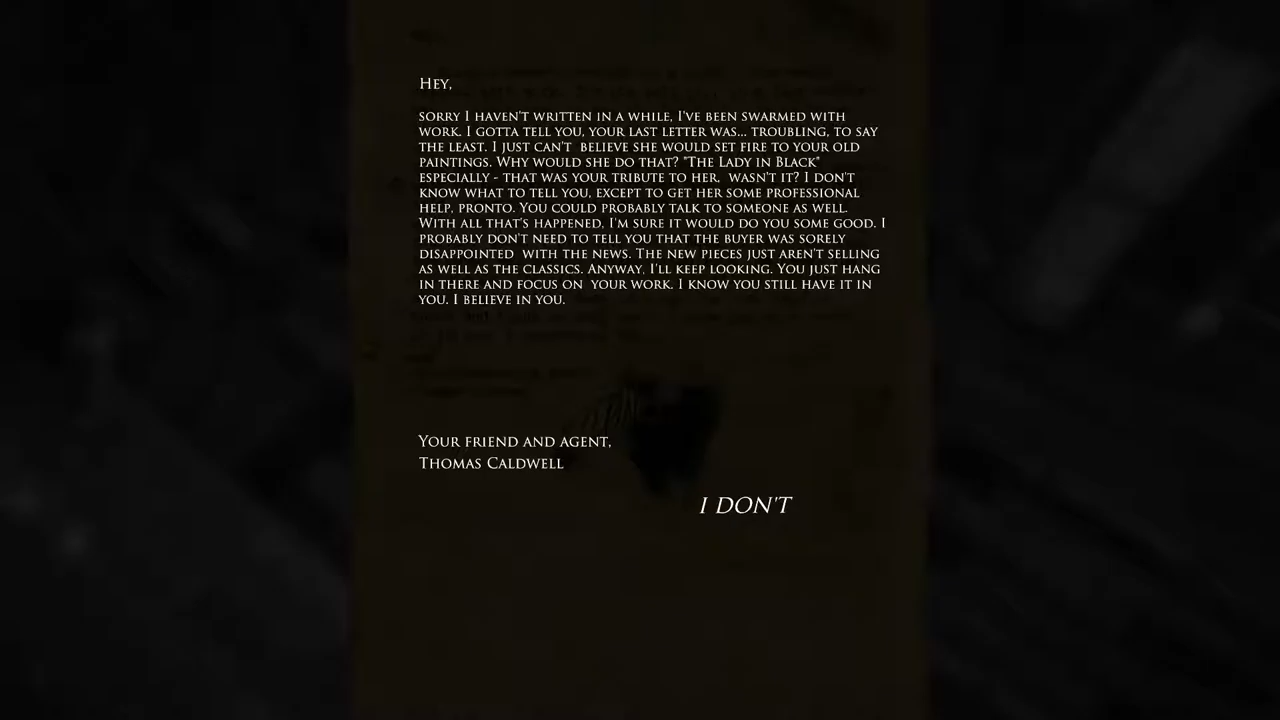 Hey,
sorry I haven't written in a while, I've been swarmed with
work. I gotta tell you, your last letter was... troubling, to say
the least. I just can't  believe she would set fire to your old
paintings. Why would she do that? "The Lady in Black"
especially - that was your tribute to her,  wasn't it? I don't
know what to tell you, except to get her some professional
help, pronto. You could probably talk to someone as well.
With all that's happened, I'm sure it would do you some good. I
probably don't need to tell you that the buyer was sorely
disappointed  with the news. The new pieces just aren't selling
as well as the classics. Anyway, I'll keep looking. You just hang
in there and focus on  your work. I know you still have it in
you. I believe in you.
Your friend and agent,
Thomas Caldwell
I DON'T